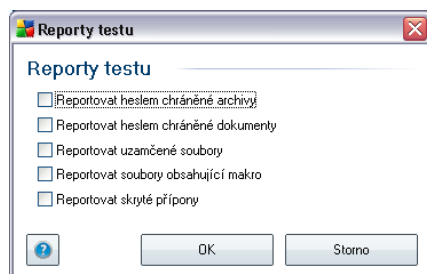 Reporty testu
Reporty testu
Reportovat heslem chráněné archivy
Reportovat heslem chráněné dokumenty
Reportovat uzamčené soubory
Reportovat soubory obsahující makro
Reportovat skryté přípony
?
OK
Storno